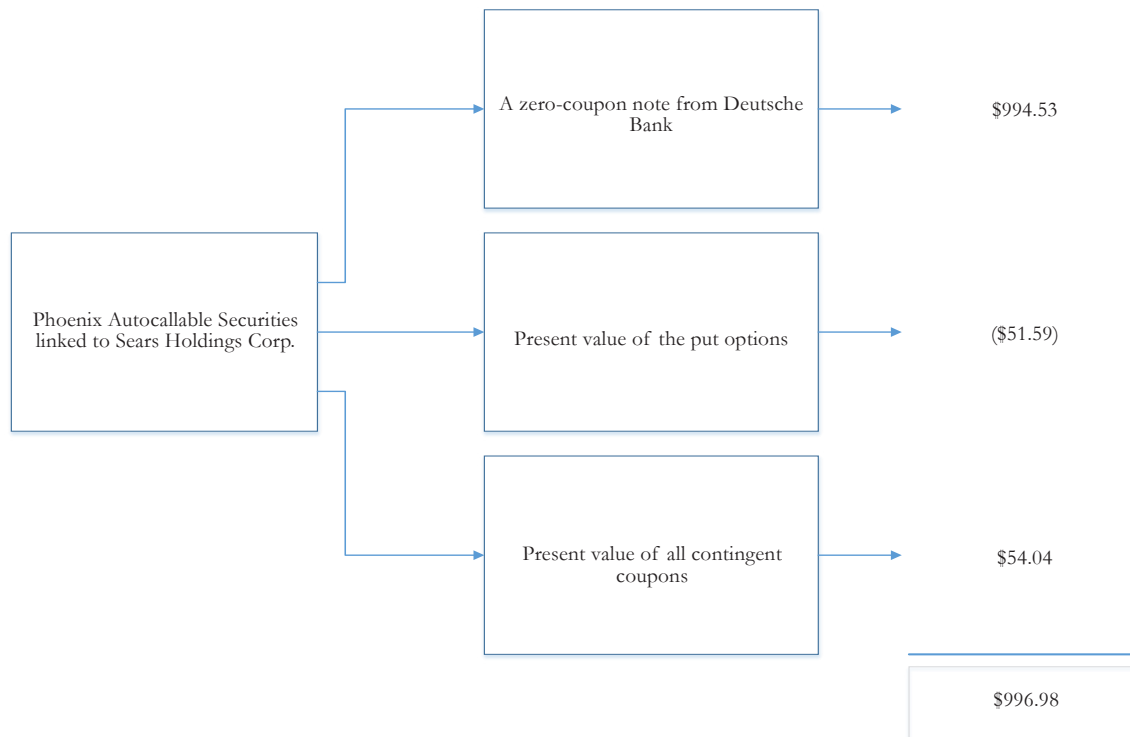 A zero-coupon note from Deutsche
Bank
$994.53
Phoenix Autocallable Securities
linked to Sears Holdings Corp.
Present value of the put options
($51.59)
Present value of all contingent
coupons
$54.04
$996.98